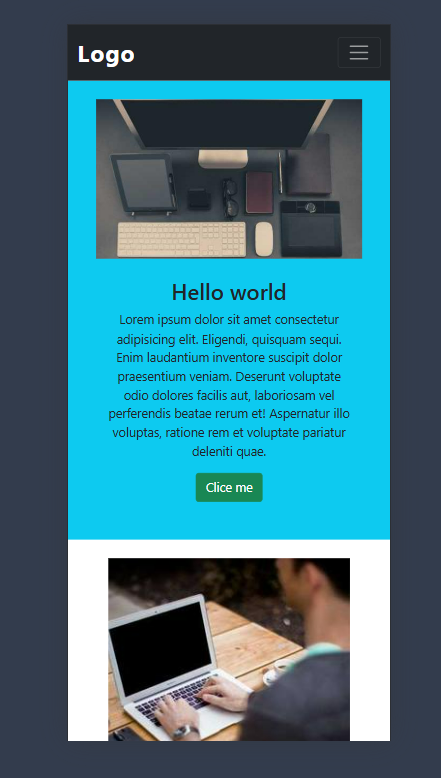 Logo
Hello world
Lorem ipsum dolor sit amet consectetur
adipisicing elit. Eligendi, quisquam sequi.
Enim laudantium inventore suscipit dolor
praesentium veniam. Deserunt voluptate
odio dolores facilis aut, laboriosam vel
perferendis beatae rerum et! Aspernatur illo
voluptas, ratione rem et voluptate pariatur
deleniti quae.
Clice me